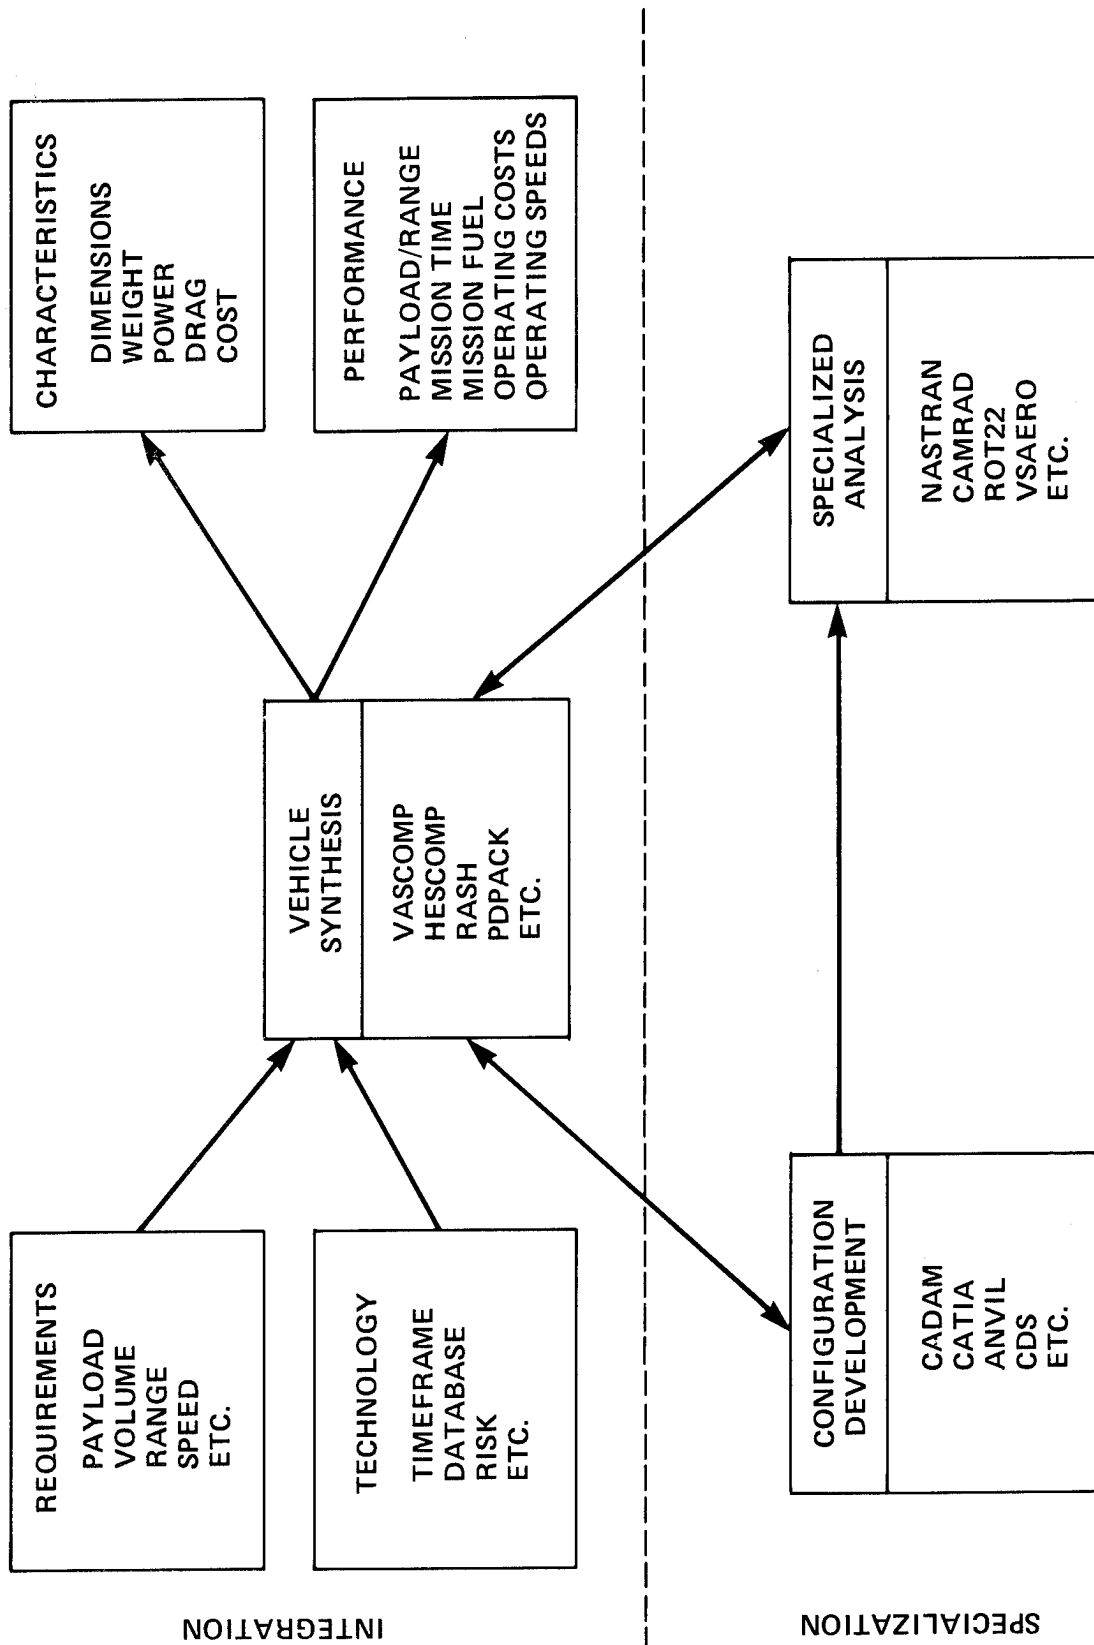 INTEGRATION
REQUIREMENTS
PAYLOAD
VOLUME
RANGE
SPEED
ETC.
TECHNOLOGY
TIMEFRAME
DATABASE
RISK
ETC.
VEHICLE
SYNTHESIS
VASCOMP
HESCOMP
RASH
PDPACK
ETC.
CHARACTERISTICS
DIMENSIONS
WEIGHT
POWER
DRAG
COST
PERFORMANCE
PAYLOAD/RANGE
MISSION TIME
MISSION FUEL
OPERATING COSTS
OPERATING SPEEDS
SPECIALIZATION
CONFIGURATION
DEVELOPMENT
CADAM
CATIA
ANVIL
CDS
ETC.
SPECIALIZED
ANALYSIS
NASTRAN
CAMRAD
ROT22
VSAERO
ETC.